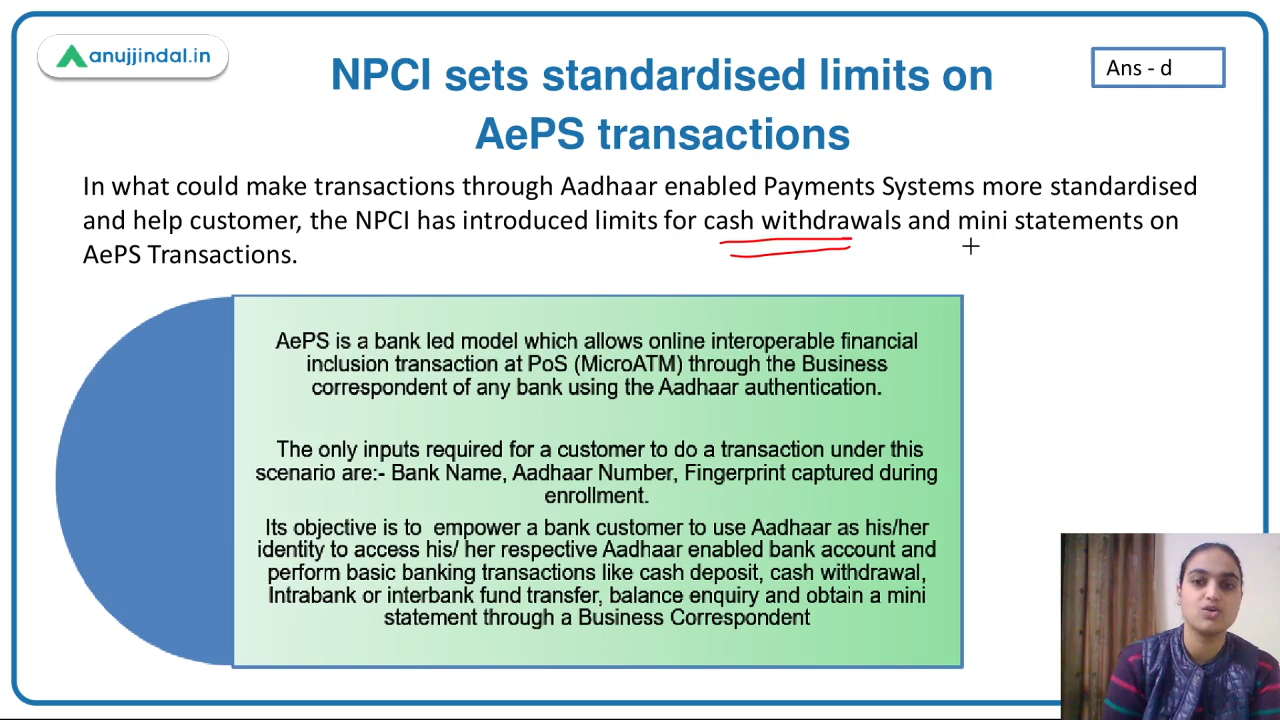 anujjindal.in
NPCI sets standardised limits on
AePS transactions
Ans - d
In what could make transactions through Aadhaar enabled Payments Systems more standardised
and help customer, the NPCI has introduced limits for cash withdrawals and mini statements on
AePS Transactions.
AePS is a bank led model which allows online interoperable financial
inclusion transaction at PoS (MicroATM) through the Business
correspondent of any bank using the Aadhaar authentication.
The only inputs required for a customer to do a transaction under this
scenario are:- Bank Name, Aadhaar Number, Fingerprint captured during
enrollment.
Its objective is to empower a bank customer to use Aadhaar as his/her
identity to access his/ her respective Aadhaar enabled bank account and
perform basic banking transactions like cash deposit, cash withdrawal,
Intrabank or interbank fund transfer, balance enquiry and obtain a mini
statement through a Business Correspondent